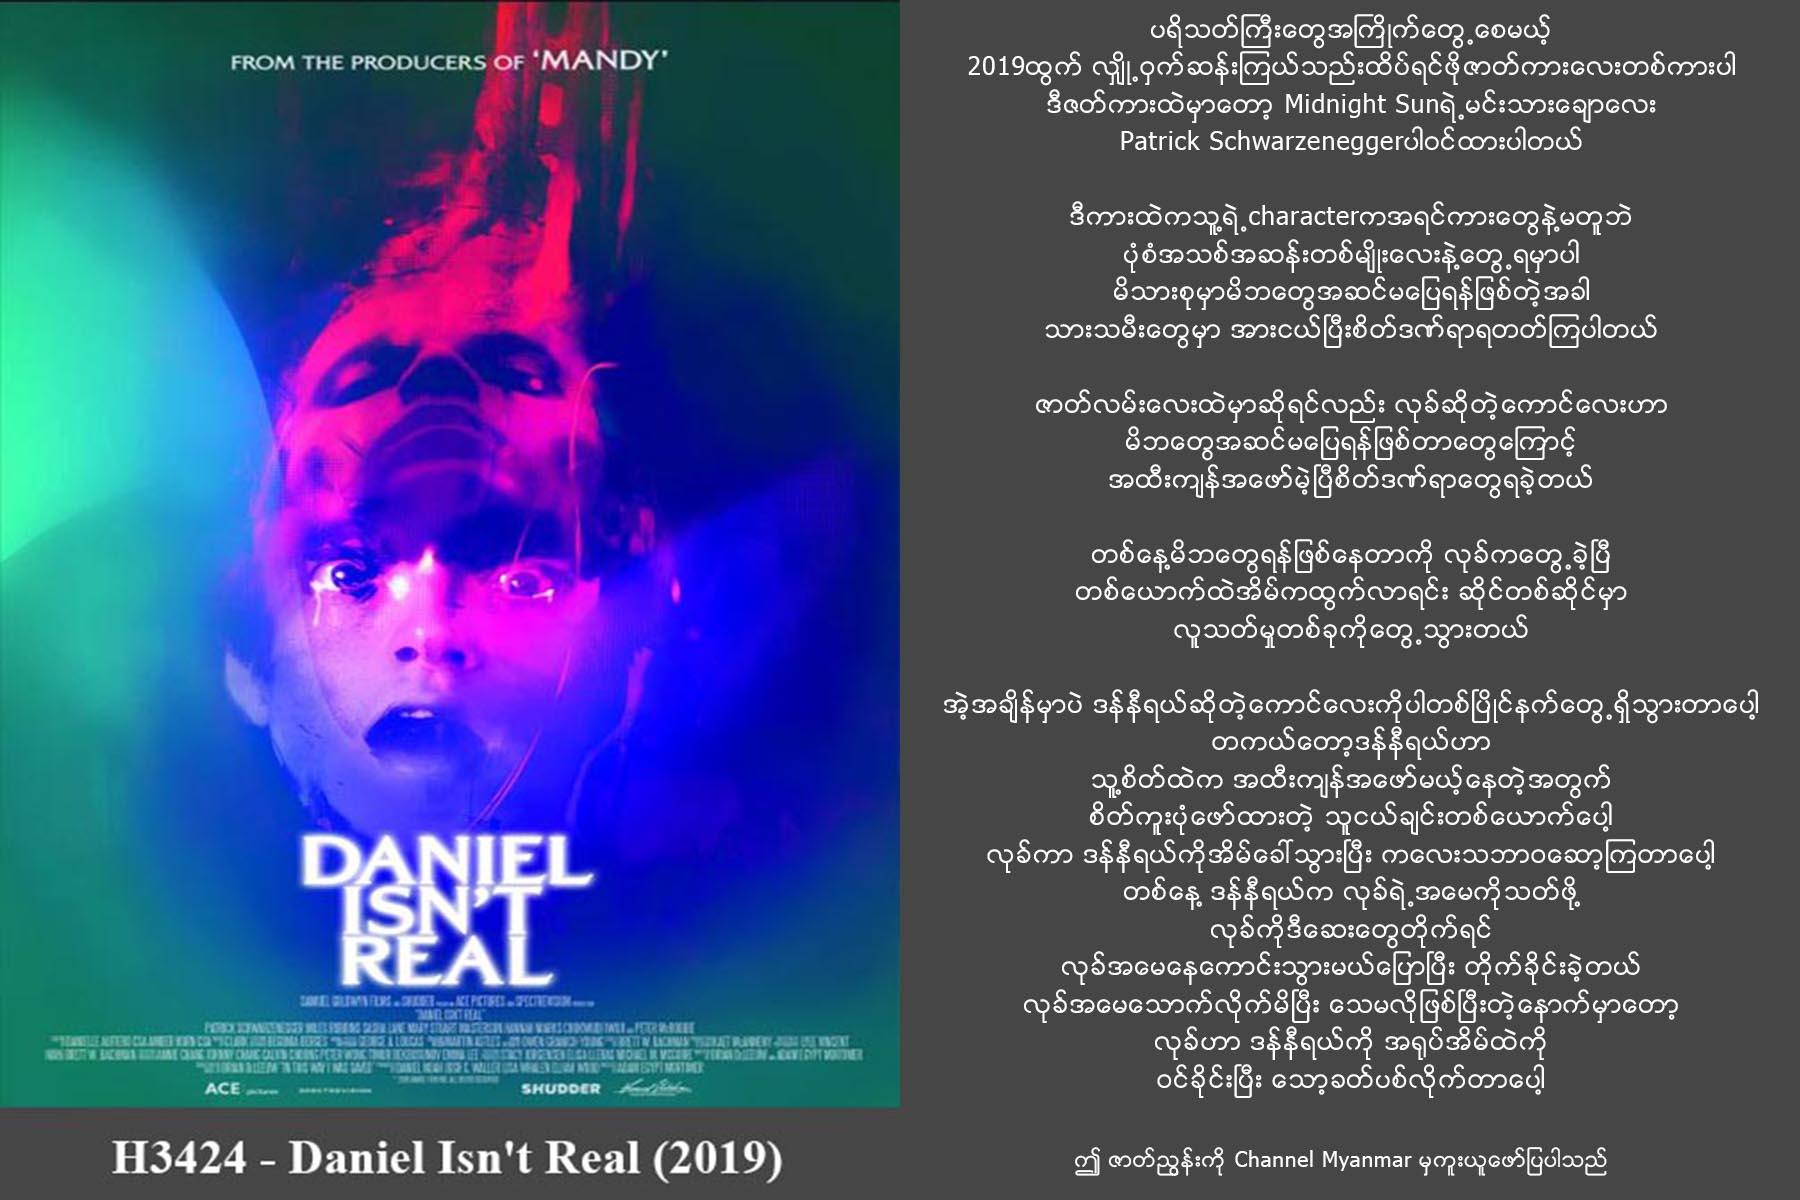 FROM THE PRODUCERS OF 'MANDY'
DANIEL
ISN'T
REAL
SAMUEL GOLDWYN FILMS AND SHUDDER ACE PICTURES AND SPECTREVISION
"DANIEL ISN'T REAL"
PATRICK SCHWARZENEGGER MILES ROBBINS SASHA LANE MARY STUART MASTERSON HANNAH MARKS CHUKWUDI IWUJI AND PETER McROBBIE
ACE pictures SPECTREVISION SHUDDER
H3424 - Daniel Isn't Real (2019)
ပရိသတ်ကြီးတွေအကြိုက်တွေ့စေမယ့်
2019ထွက် လျှို့ဝှက်ဆန်းကြယ်သည်းထိပ်ရင်ဖိုဇာတ်ကားလေးတစ်ကားပါ
ဒီဇတ်ကားထဲမှာတော့ Midnight Sunရဲ့မင်းသားချောလေး
Patrick Schwarzeneggerပါဝင်ထားပါတယ်
ဒီကားထဲကသူ့ရဲ့characterကအရင်ကားတွေနဲ့မတူဘဲ
ပုံစံအသစ်အဆန်းတစ်မျိုးလေးနဲ့တွေ့ရမှာပါ
မိသားစုမှာမိဘတွေအဆင်မပြေရန်ဖြစ်တဲ့အခါ
သားသမီးတွေမှာ အားငယ်ပြီးစိတ်ဒဏ်ရာရတတ်ကြပါတယ်
ဇာတ်လမ်းလေးထဲမှာဆိုရင်လည်း လုခ်ဆိုတဲ့ကောင်လေးဟာ
မိဘတွေအဆင်မပြေရန်ဖြစ်တာတွေကြောင့်
အထီးကျန်အဖော်မဲ့ပြီစိတ်ဒဏ်ရာတွေရခဲ့တယ်
တစ်နေ့မိဘတွေရန်ဖြစ်နေတာကို လုခ်ကတွေ့ခဲ့ပြီ
တစ်ယောက်ထဲအိမ်ကထွက်လာရင်း ဆိုင်တစ်ဆိုင်မှာ
လူသတ်မှုတစ်ခုကိုတွေ့သွားတယ်
အဲ့အချိန်မှာပဲ ဒန်နီရယ်ဆိုတဲ့ကောင်လေးကိုပါတစ်ပြိုင်နက်တွေ့ရှိသွားတာပေါ့
တကယ်တော့ဒန်နီရယ်ဟာ
သူ့စိတ်ထဲက အထီးကျန်အဖော်မယ့်နေတဲ့အတွက်
စိတ်ကူးပုံဖော်ထားတဲ့ သူငယ်ချင်းတစ်ယောက်ပေါ့
လုခ်ကာ ဒန်နီရယ်ကိုအိမ်ခေါ်သွားပြီး ကလေးသဘာဝဆော့ကြတာပေါ့
တစ်နေ့ ဒန်နီရယ်က လုခ်ရဲ့အမေကိုသတ်ဖို့
လုခ်ကိုဒီဆေးတွေတိုက်ရင်
လုခ်အမေနေကောင်းသွားမယ်ပြောပြီး တိုက်ခိုင်းခဲ့တယ်
လုခ်အမေသောက်လိုက်မိပြီး သေမလိုဖြစ်ပြီးတဲ့နောက်မှာတော့
လုခ်ဟာ ဒန်နီရယ်ကို အရုပ်အိမ်ထဲကို
ဝင်ခိုင်းပြီး သော့ခတ်ပစ်လိုက်တာပေါ့
ဤ ဇာတ်ညွှန်းကို Channel Myanmar မှကူးယူဖော်ပြပါသည်